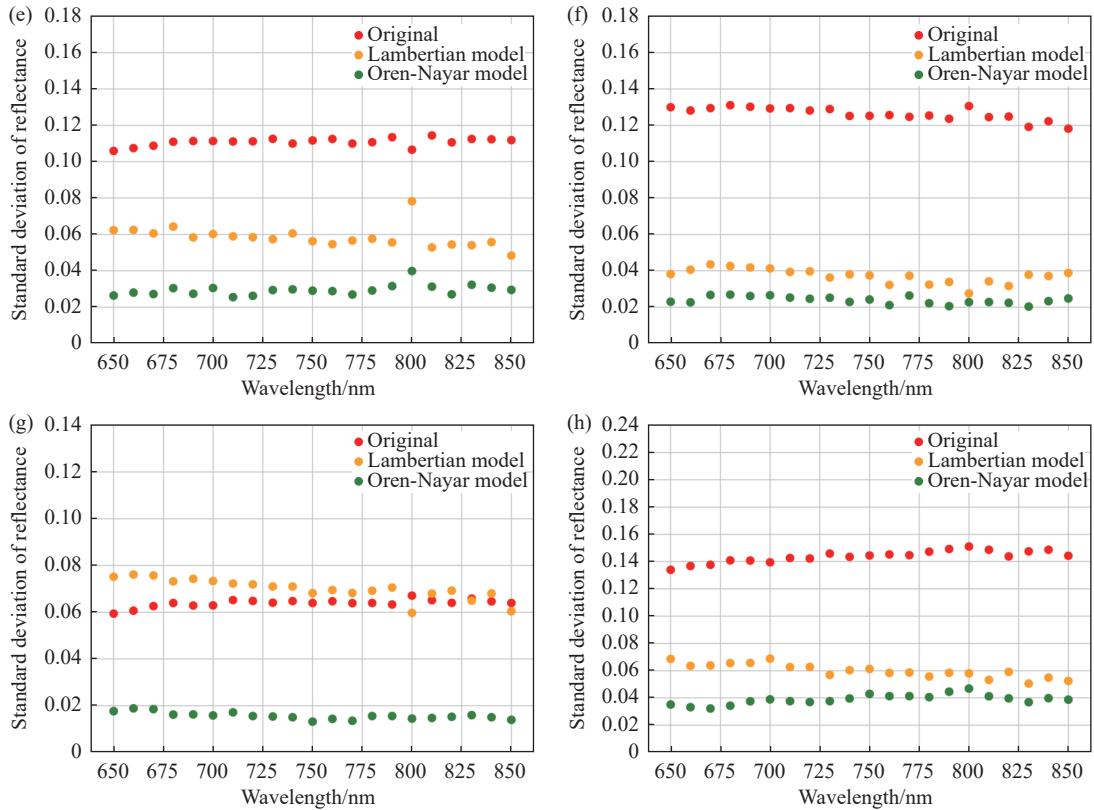 (e)
Standard deviation of reflectance
0.18
0.16
0.14
0.12
0.10
0.08
0.06
0.04
0.02
0
Original
Lambertian model
Oren-Nayar model
650 675 700 725 750 775 800 825 850
Wavelength/nm
(f)
Standard deviation of reflectance
0.18
0.16
0.14
0.12
0.10
0.08
0.06
0.04
0.02
0
Original
Lambertian model
Oren-Nayar model
650 675 700 725 750 775 800 825 850
Wavelength/nm
(g)
Standard deviation of reflectance
0.14
0.12
0.10
0.08
0.06
0.04
0.02
0
Original
Lambertian model
Oren-Nayar model
650 675 700 725 750 775 800 825 850
Wavelength/nm
(h)
Standard deviation of reflectance
0.24
0.22
0.20
0.18
0.16
0.14
0.12
0.10
0.08
0.06
0.04
0.02
0
Original
Lambertian model
Oren-Nayar model
650 675 700 725 750 775 800 825 850
Wavelength/nm